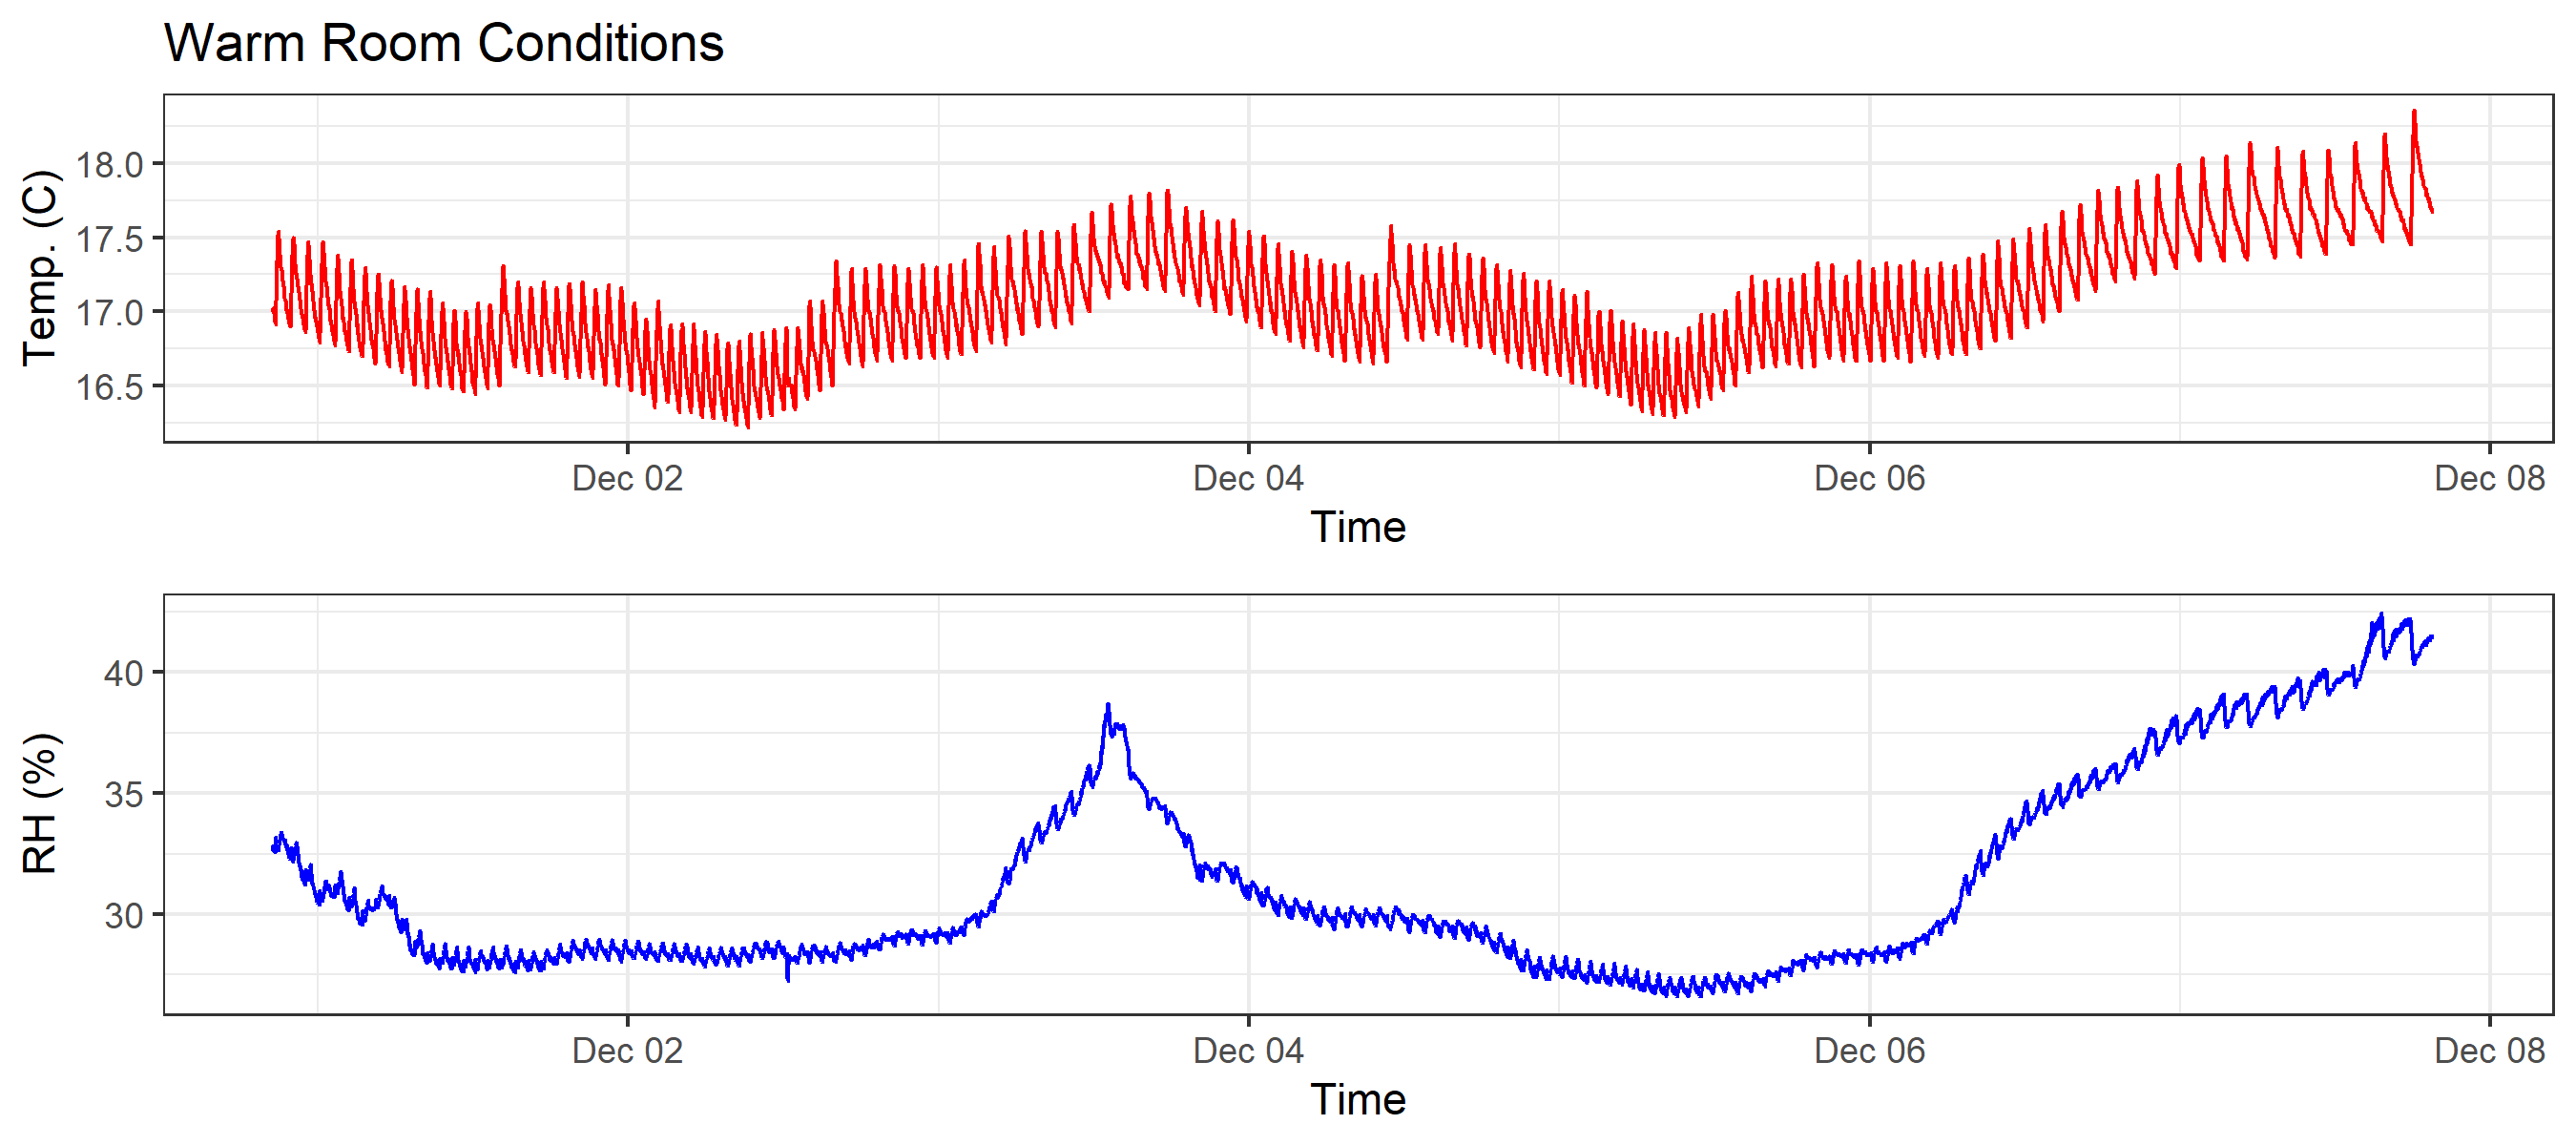 Warm Room Conditions
Temp. (C)
18.0
17.5
17.0
16.5
Dec 02 Dec 04 Dec 06 Dec 08
Time
RH (%)
40
35
30
Dec 02 Dec 04 Dec 06 Dec 08
Time